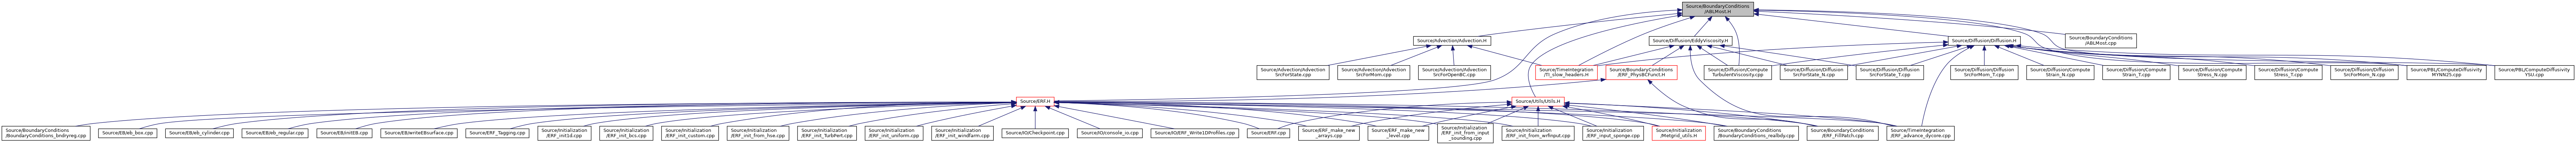 Source/BoundaryConditions
/ABLMost.H
Source/Advection/Advection.H
Source/Diffusion/EddyViscosity.H
Source/Diffusion/Diffusion.H
Source/BoundaryConditions
/ABLMost.cpp
Source/Advection/Advection
SrcForState.cpp
Source/Advection/Advection
SrcForMom.cpp
Source/Advection/Advection
SrcForOpenBC.cpp
Source/TimeIntegration
/TI_slow_headers.H
Source/BoundaryConditions
/ERF_PhysBCFunct.H
Source/Diffusion/Compute
TurbulentViscosity.cpp
Source/Diffusion/Diffusion
SrcForState_N.cpp
Source/Diffusion/Diffusion
SrcForState_T.cpp
Source/Diffusion/Diffusion
SrcForMom_T.cpp
Source/Diffusion/Compute
Strain_N.cpp
Source/Diffusion/Compute
Strain_T.cpp
Source/Diffusion/Compute
Stress_N.cpp
Source/Diffusion/Compute
Stress_T.cpp
Source/Diffusion/Diffusion
SrcForMom_N.cpp
Source/PBL/ComputeDiffusivity
MYNN25.cpp
Source/PBL/ComputeDiffusivity
YSU.cpp
Source/ERF.H
Source/Utils/Utils.H
Source/BoundaryConditions
/BoundaryConditions_bndryreg.cpp
Source/EB/eb_box.cpp
Source/EB/eb_cylinder.cpp
Source/EB/eb_regular.cpp
Source/EB/initEB.cpp
Source/EB/writeEBsurface.cpp
Source/ERF_Tagging.cpp
Source/Initialization
/ERF_init1d.cpp
Source/Initialization
/ERF_init_bcs.cpp
Source/Initialization
/ERF_init_custom.cpp
Source/Initialization
/ERF_init_from_hse.cpp
Source/Initialization
/ERF_init_TurbPert.cpp
Source/Initialization
/ERF_init_uniform.cpp
Source/Initialization
/ERF_init_windfarm.cpp
Source/IO/Checkpoint.cpp
Source/IO/console_io.cpp
Source/IO/ERF_Write1DProfiles.cpp
Source/ERF.cpp
Source/ERF_make_new
_arrays.cpp
Source/ERF_make_new
_level.cpp
Source/Initialization
/ERF_init_from_input
_sounding.cpp
Source/Initialization
/ERF_init_from_wrfinput.cpp
Source/Initialization
/ERF_input_sponge.cpp
Source/Initialization
/Metgrid_utils.H
Source/BoundaryConditions
/BoundaryConditions_realbdy.cpp
Source/BoundaryConditions
/ERF_FillPatch.cpp
Source/TimeIntegration
/ERF_advance_dycore.cpp